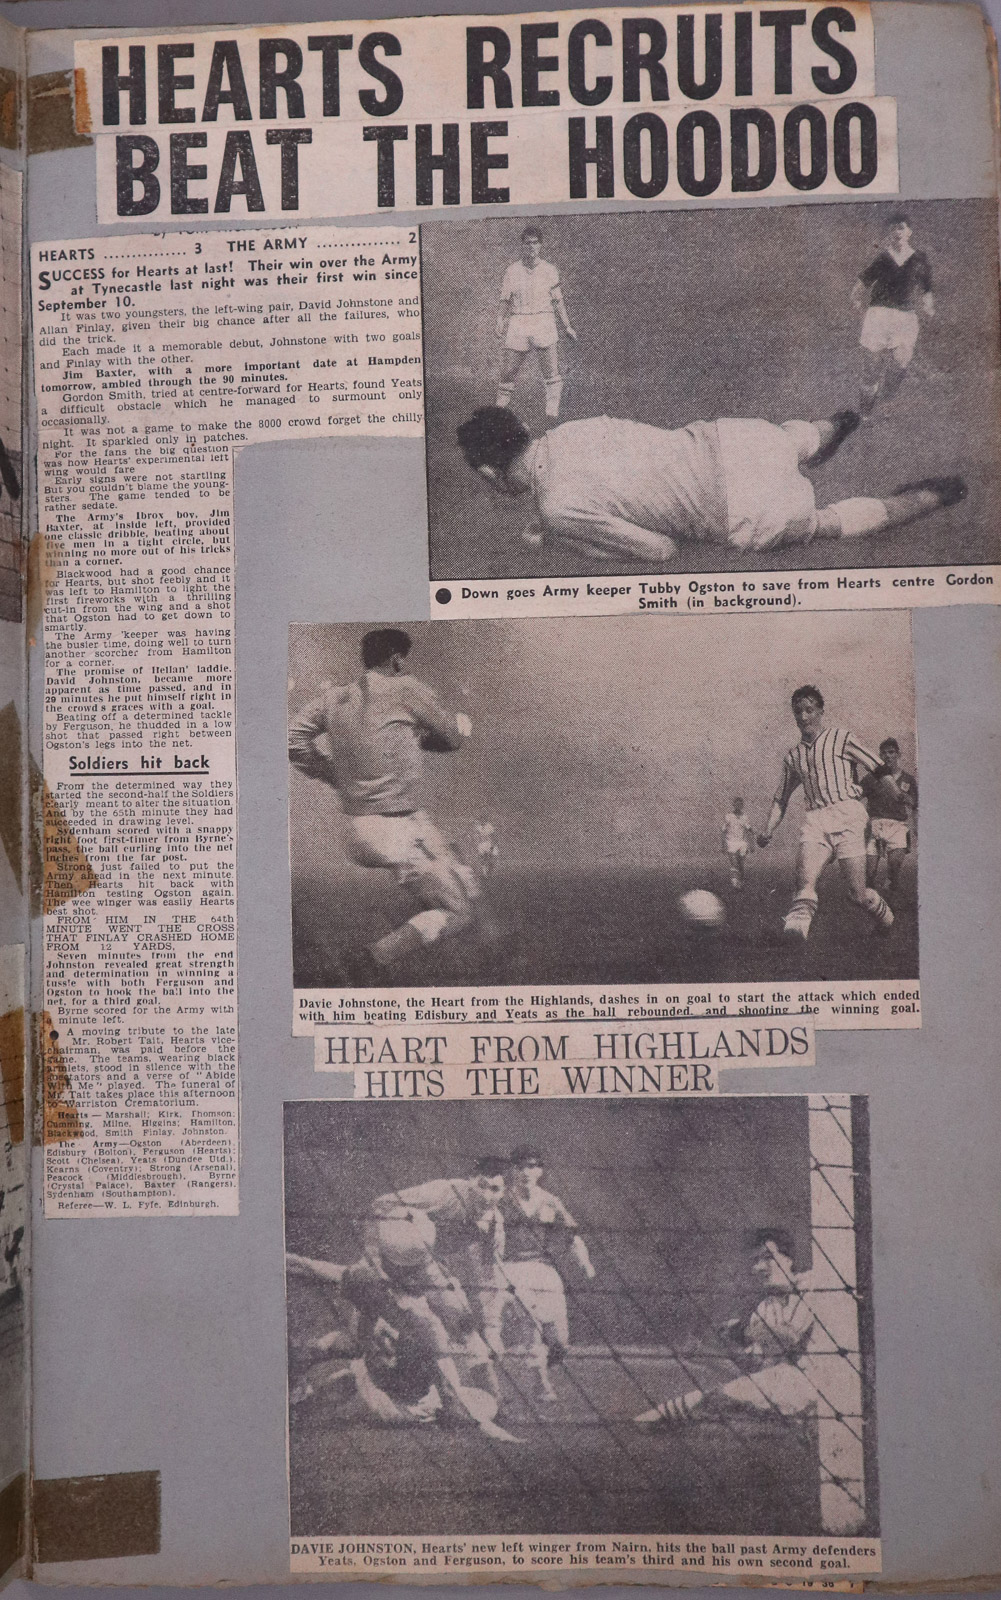 HEARTS RECRUITS
BEAT THE HOODOO
HEARTS ............... 3 THE ARMY ............... 2
SUCCESS for Hearts at last! Their win over the Army
at Tynecastle last night was their first win since
September 10.
It was two youngsters, the left-wing pair, David Johnstone and
Allan Finlay, given their big chance after all the failures, who
did the trick.
Each made it a memorable debut, Johnstone with two goals
and Finlay with the other.
Jim Baxter, with a more important date at Hampden
tomorrow, ambled through the 90 minutes.
Gordon Smith, tried at centre-forward for Hearts, found Yeats
a difficult obstacle which he managed to surmount only
occasionally.
It was not a game to make the 8000 crowd forget the chilly
night. It sparkled only in patches.
For the fans the big question
was how Hearts' experimental left
wing would fare
Early signs were not startling
But you couldn't blame the young-
sters. The game tended to be
rather sedate.
The Army's Ibrox boy, Jim
Baxter, at inside left, provided
one classic dribble, beating about
five men in a tight circle, but
winning no more out of his tricks
than a corner.
Blackwood had a good chance
for Hearts, but shot feebly and it
was left to Hamilton to light the
first fireworks with a thrilling
cut-in from the wing and a shot
that Ogston had to get down to
smartly.
The Army 'keeper was having
the busier time, doing well to turn
another scorcher from Hamilton
for a corner.
The promise of Hellan' laddie,
David Johnston, became more
apparent as time passed, and in
29 minutes he put himself right in
the crowd s graces with a goal.
Beating off a determined tackle
by Ferguson, he thudded in a low
shot that passed right between
Ogston's legs into the net.
Soldiers hit back
From the determined way they
started the second-half the Soldiers
clearly meant to alter the situation
And by the 65th minute they had
succeeded in drawing level.
Sydenham scored with a snappy
right foot first-timer from Byrne's
pass, the ball curling into the net
inches from the far post.
Strong just failed to put the
Army ahead in the next minute.
Then Hearts hit back with
Hamilton testing Ogston again.
The wee winger was easily Hearts
best shot.
FROM HIM IN THE 64th
MINUTE WENT THE CROSS
THAT FINLAY CRASHED HOME
FROM 12 YARDS.
Seven minutes from the end
Johnston revealed great strength
and determination in winning a
tussle with both Ferguson and
Ogston to hook the ball into the
net, for a third goal.
Byrne scored for the Army with
a minute left.
● A moving tribute to the late
Mr. Robert Tait, Hearts vice-
chairman, was paid before the
game. The teams, wearing black
armlets, stood in silence with the
spectators and a verse of "Abide
With Me" played. The funeral of
Mr. Tait takes place this afternoon
to Warriston Crematorium.
Hearts — Marshall; Kirk, Thomson;
Cumming, Milne, Higgins; Hamilton,
Blackwood, Smith Finlay, Johnston.
The Army—Ogston (Aberdeen),
Edisbury (Bolton), Ferguson (Hearts);
Scott (Chelsea), Yeats (Dundee Utd.),
Kearns (Coventry); Strong (Arsenal),
Peacock (Middlesbrough), Byrne
(Crystal Palace), Baxter (Rangers),
Sydenham (Southampton).
Referee—W. L. Fyfe, Edinburgh.
● Down goes Army keeper Tubby Ogston to save from Hearts centre Gordon
Smith (in background).
Davie Johnstone, the Heart from the Highlands, dashes in on goal to start the attack which ended
with him beating Edisbury and Yeats as the ball rebounded, and shooting the winning goal.
HEART FROM HIGHLANDS
HITS THE WINNER
DAVIE JOHNSTON, Hearts' new left winger from Nairn, hits the ball past Army defenders
Yeats, Ogston and Ferguson, to score his team's third and his own second goal.